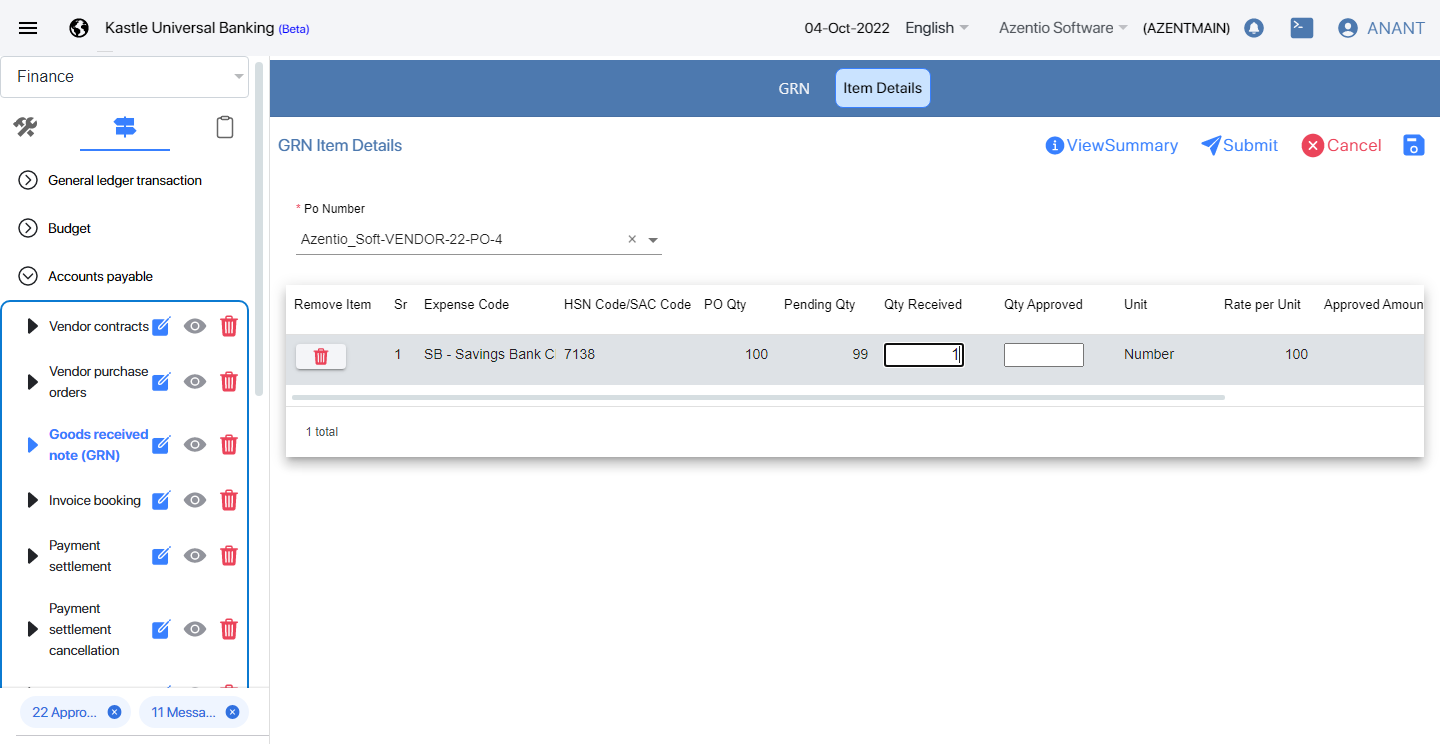 Kastle Universal Banking (Beta)
04-Oct-2022
English
Azentio Software
(AZENTMAIN)
ANANT
Finance
General ledger transaction
Budget
Accounts payable
Vendor contracts
Vendor purchase
orders
Goods received
note (GRN)
Invoice booking
Payment
settlement
Payment
settlement
cancellation
22 Appro...
11 Messa...
GRN
Item Details
GRN Item Details
ViewSummary
Submit
Cancel
* Po Number
Azentio_Soft-VENDOR-22-PO-4
Remove Item Sr Expense Code HSN Code/SAC Code PO Qty Pending Qty Qty Received Qty Approved Unit Rate per Unit Approved Amoun
1 SB - Savings Bank C 7138 100 99 1 Number 100
1 total